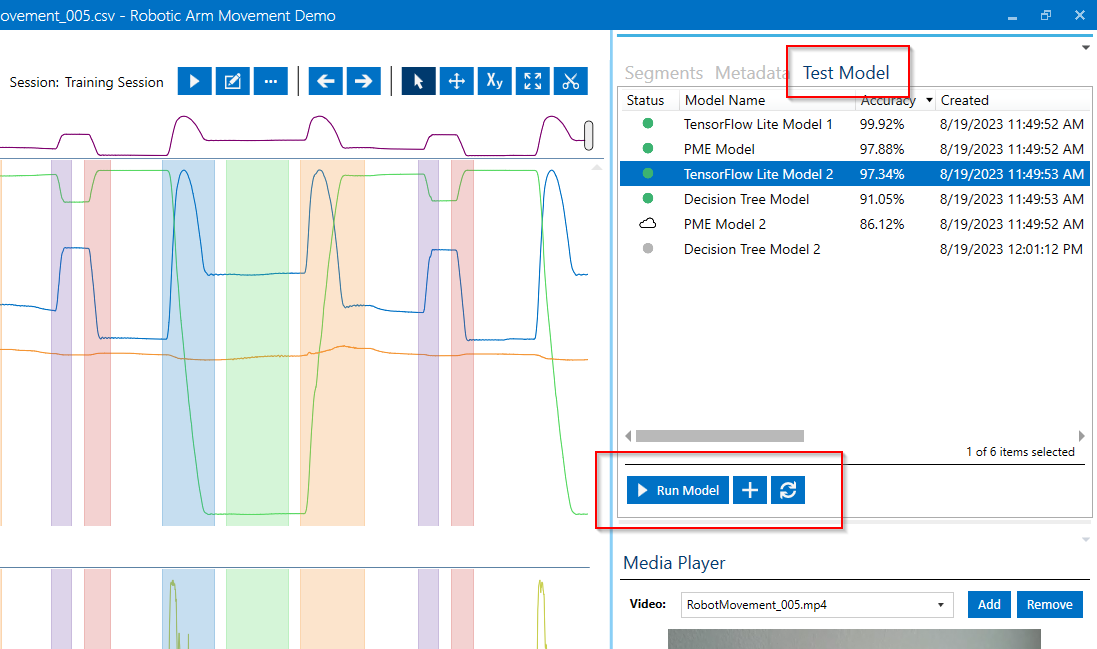 ovement_005.csv - Robotic Arm Movement Demo
Session: Training Session
Xy
Segments Metadata Test Model
Status Model Name Accuracy Created
TensorFlow Lite Model 1 99.92% 8/19/2023 11:49:52 AM
PME Model 97.88% 8/19/2023 11:49:52 AM
TensorFlow Lite Model 2 97.34% 8/19/2023 11:49:53 AM
Decision Tree Model 91.05% 8/19/2023 11:49:53 AM
PME Model 2 86.12% 8/19/2023 11:49:52 AM
Decision Tree Model 2 8/19/2023 12:01:12 PM
1 of 6 items selected
Run Model
Media Player
Video: RobotMovement_005.mp4 Add Remove